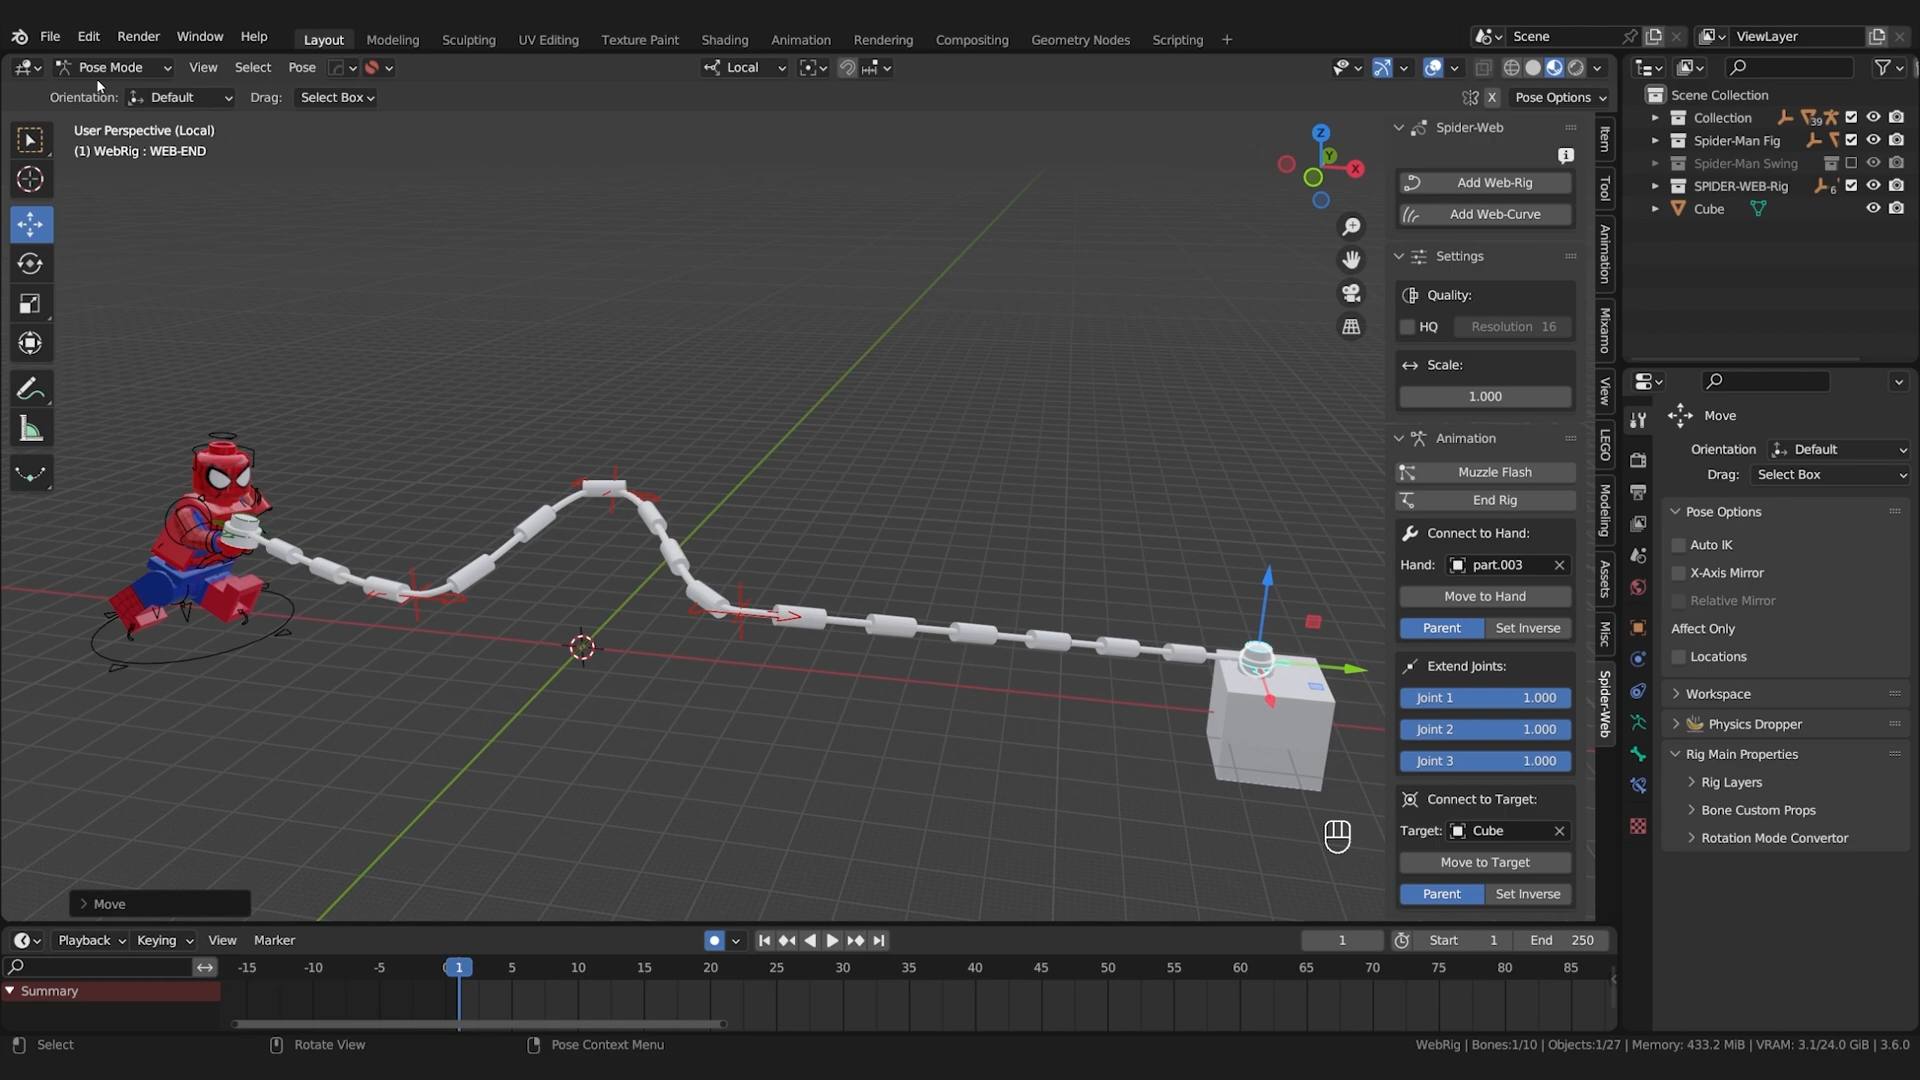 File Edit Render Window Help Layout Modeling Sculpting UV Editing Texture Paint Shading Animation Rendering Compositing Geometry Nodes Scripting + Scene ViewLayer
Pose Mode View Select Pose Local
Orientation: Default Drag: Select Box X Pose Options
User Perspective (Local)
(1) WebRig : WEB-END
Z
Y
X
Spider-Web
Add Web-Rig
Add Web-Curve
Settings
Quality:
HQ Resolution 16
Scale:
1.000
Animation
Muzzle Flash
End Rig
Connect to Hand:
Hand: part.003
Move to Hand
Parent Set Inverse
Extend Joints:
Joint 1 1.000
Joint 2 1.000
Joint 3 1.000
Connect to Target:
Target: Cube
Move to Target
Parent Set Inverse
Item
Tool
Animation
Mixamo
View
LEGO
Modeling
Assets
Misc
Spider-Web
Scene Collection
Collection 39
Spider-Man Fig
Spider-Man Swing
SPIDER-WEB-Rig 6
Cube
Move
Orientation Default
Drag: Select Box
Pose Options
Auto IK
X-Axis Mirror
Relative Mirror
Affect Only
Locations
Workspace
Physics Dropper
Rig Main Properties
Rig Layers
Bone Custom Props
Rotation Mode Convertor
Move
Playback Keying View Marker 1 Start 1 End 250
-15 -10 -5 1 5 10 15 20 25 30 35 40 45 50 55 60 65 70 75 80 85
Summary
Select Rotate View Pose Context Menu WebRig | Bones:1/10 | Objects:1/27 | Memory: 433.2 MiB | VRAM: 3.1/24.0 GiB | 3.6.0